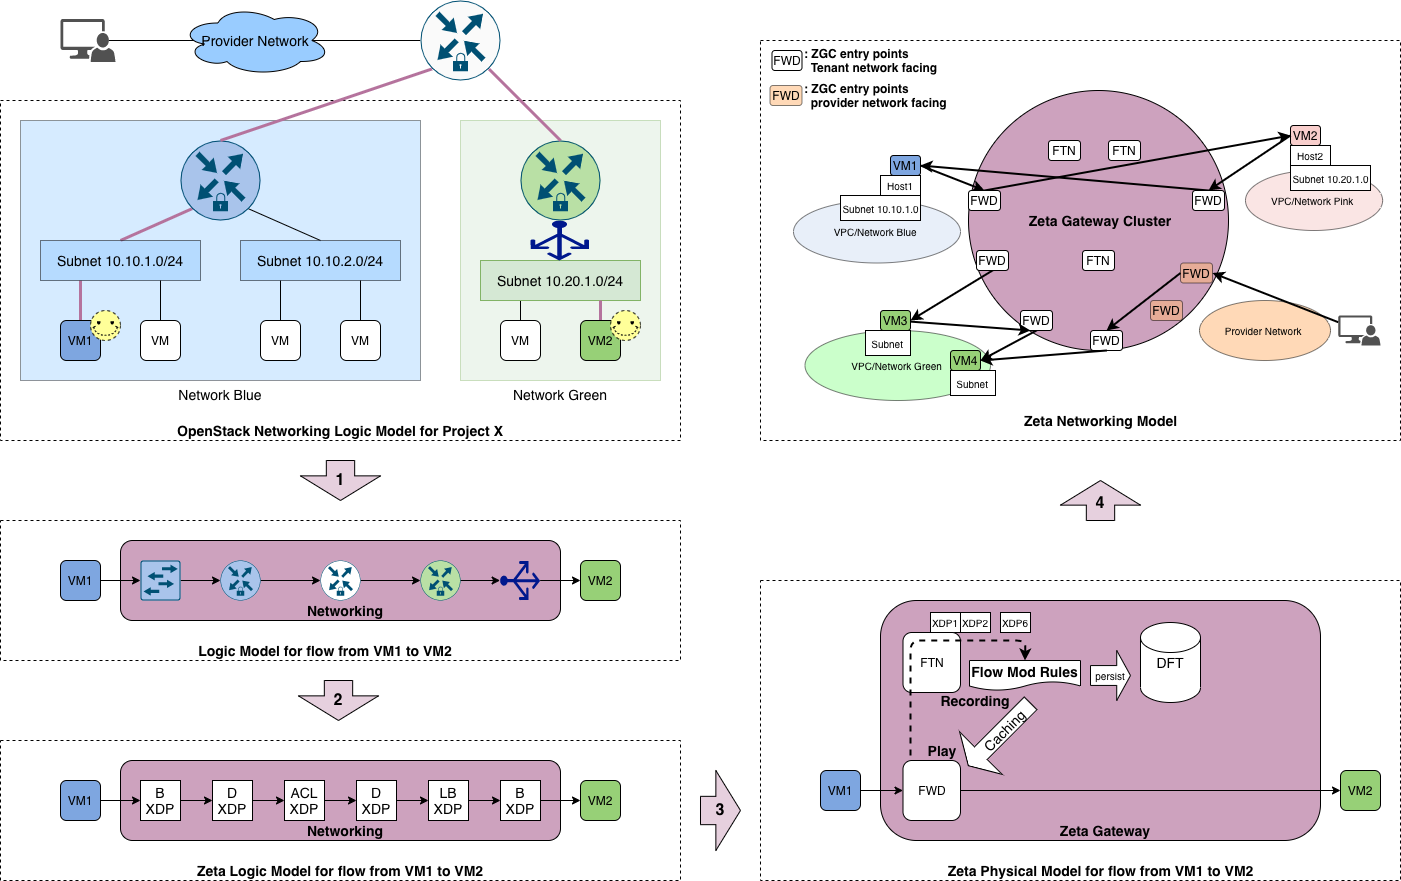 Provider Network
Subnet 10.10.1.0/24
Subnet 10.10.2.0/24
Subnet 10.20.1.0/24
VM1
VM
VM
VM
VM
VM2
Network Blue
Network Green
OpenStack Networking Logic Model for Project X
1
VM1
Networking
VM2
Logic Model for flow from VM1 to VM2
2
VM1
B
XDP
D
XDP
ACL
XDP
D
XDP
LB
XDP
B
XDP
VM2
Networking
Zeta Logic Model for flow from VM1 to VM2
3
XDP1
XDP2
XDP6
FTN
Flow Mod Rules
persist
DFT
Recording
Caching
Play
VM1
FWD
VM2
Zeta Gateway
Zeta Physical Model for flow from VM1 to VM2
4
FWD
: ZGC entry points
Tenant network facing
FWD
: ZGC entry points
provider network facing
FTN
FTN
VM1
Host1
Subnet 10.10.1.0
VPC/Network Blue
FWD
Zeta Gateway Cluster
FWD
VM2
Host2
Subnet 10.20.1.0
VPC/Network Pink
FWD
FTN
FWD
FWD
VM3
Subnet
VPC/Network Green
VM4
Subnet
FWD
FWD
Provider Network
Zeta Networking Model